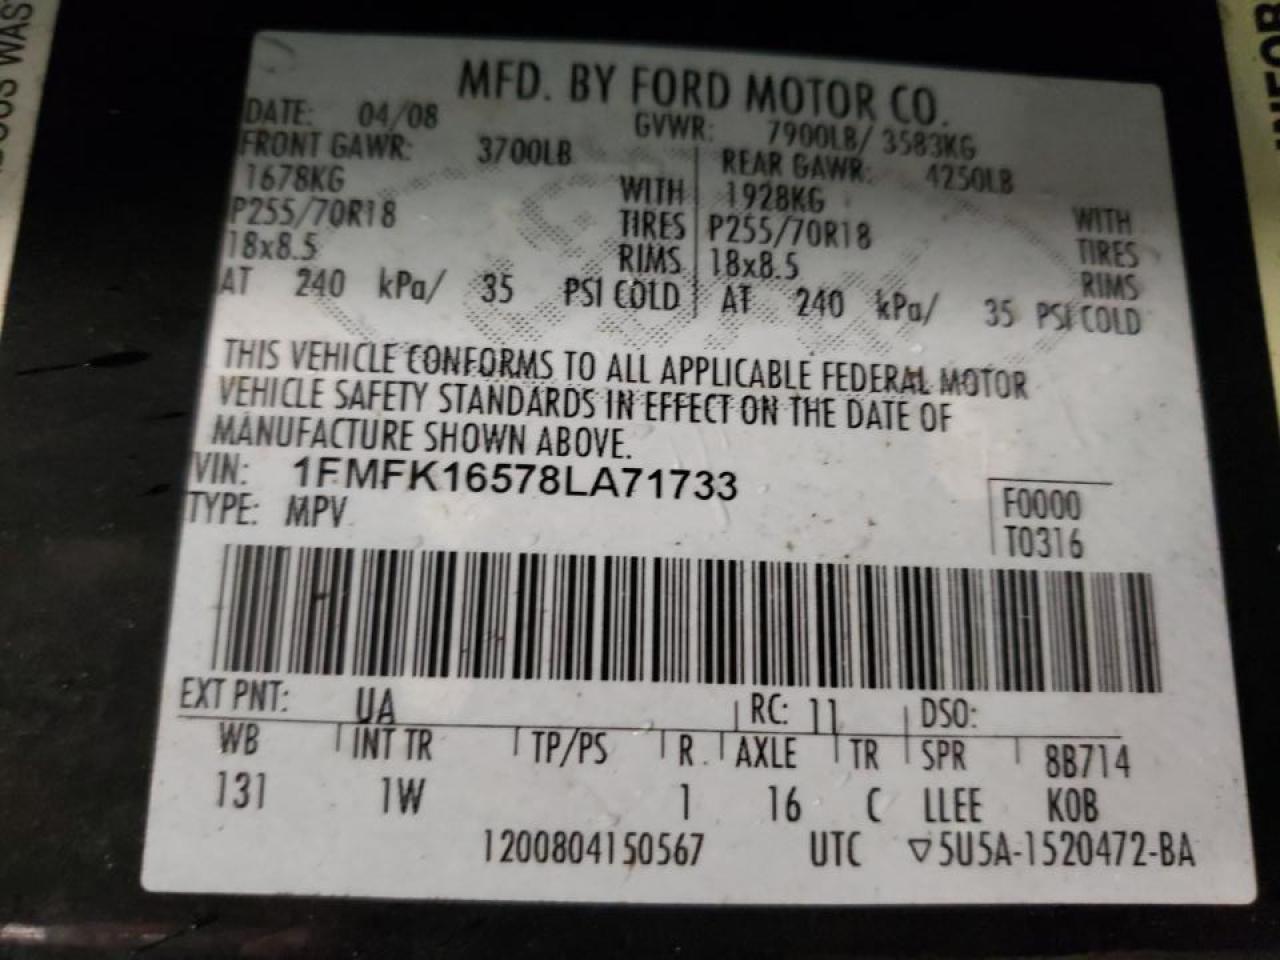 MFD. BY FORD MOTOR CO.
DATE: 04/08 GVWR: 7900LB/ 3583KG
FRONT GAWR: 3700LB REAR GAWR: 4250LB
1678KG WITH 1928KG WITH
P255/70R18 TIRES P255/70R18 TIRES
18x8.5 RIMS 18x8.5 RIMS
AT 240 kPa/ 35 PSI COLD AT 240 kPa/ 35 PSI COLD
THIS VEHICLE CONFORMS TO ALL APPLICABLE FEDERAL MOTOR
VEHICLE SAFETY STANDARDS IN EFFECT ON THE DATE OF
MANUFACTURE SHOWN ABOVE.
VIN: 1FMFK16578LA71733
TYPE: MPV
F0000
T0316
EXT PNT: UA RC: 11 DSO:
WB INT TR TP/PS R AXLE TR SPR 8B714
131 1W 1 16 C LLEE KOB
1200804150567 UTC ▽5U5A-1520472-BA
WAS